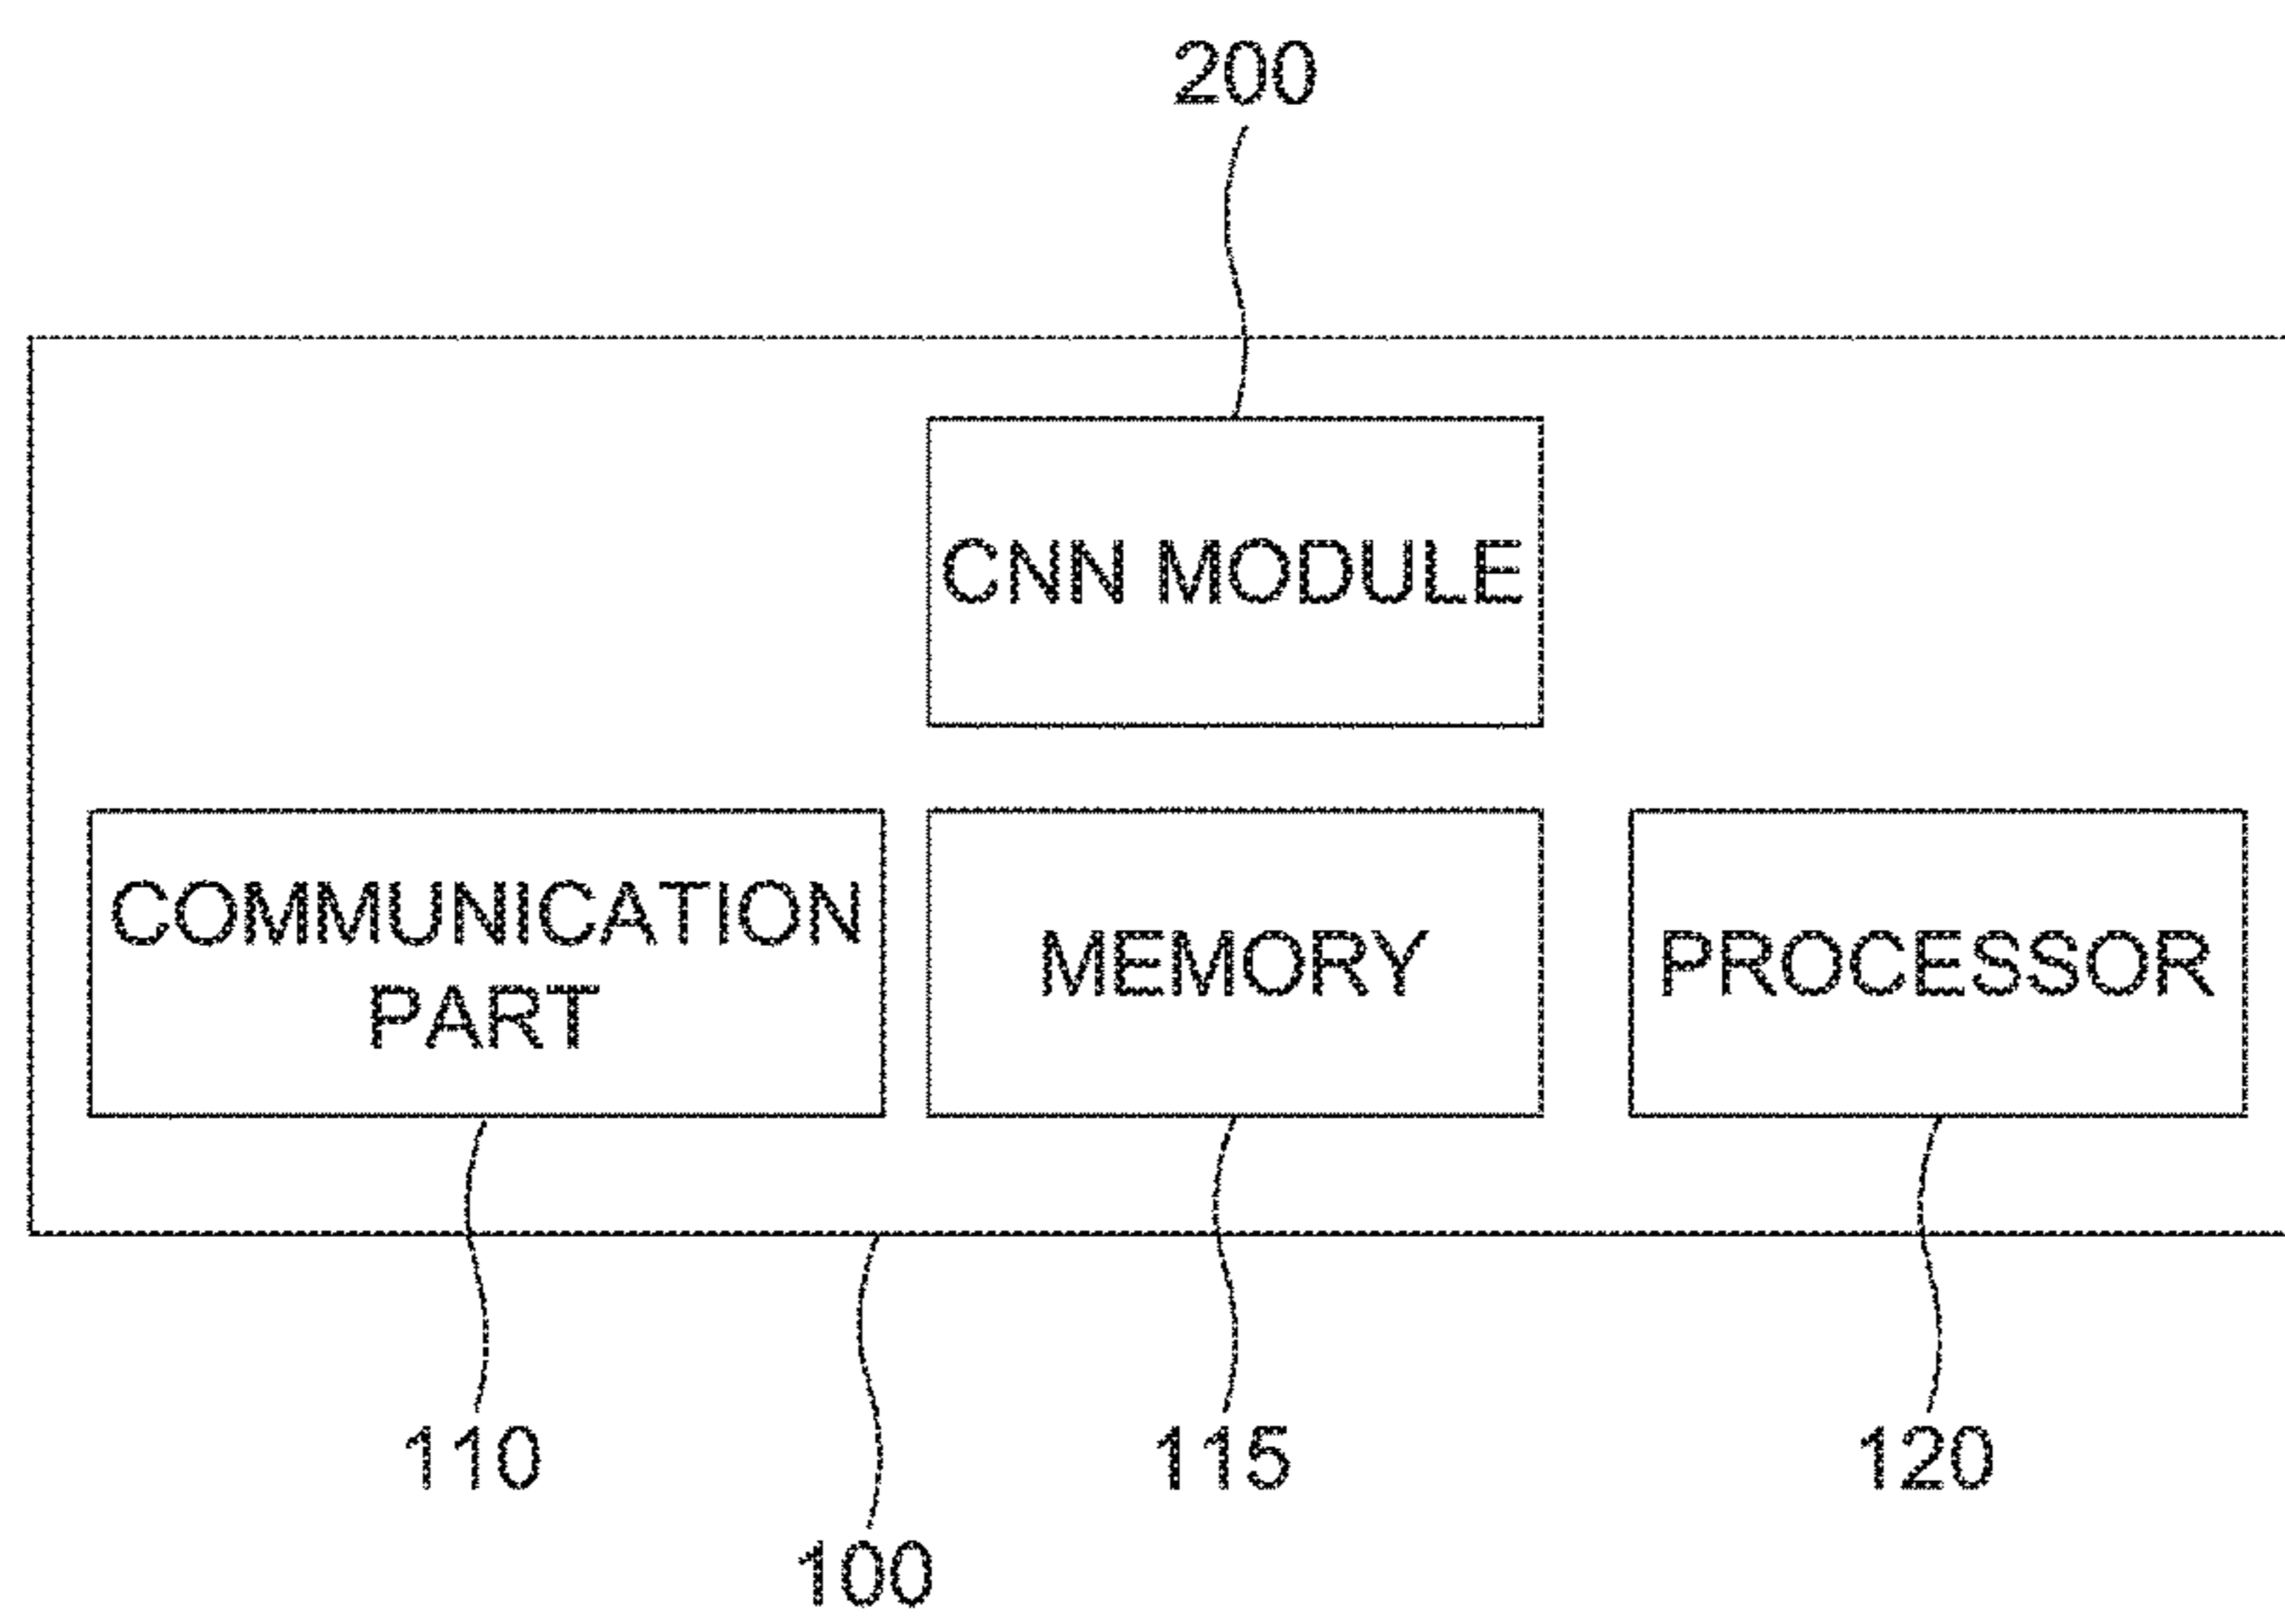 200
CNN MODULE
COMMUNICATION
PART
MEMORY
PROCESSOR
110
115
120
100